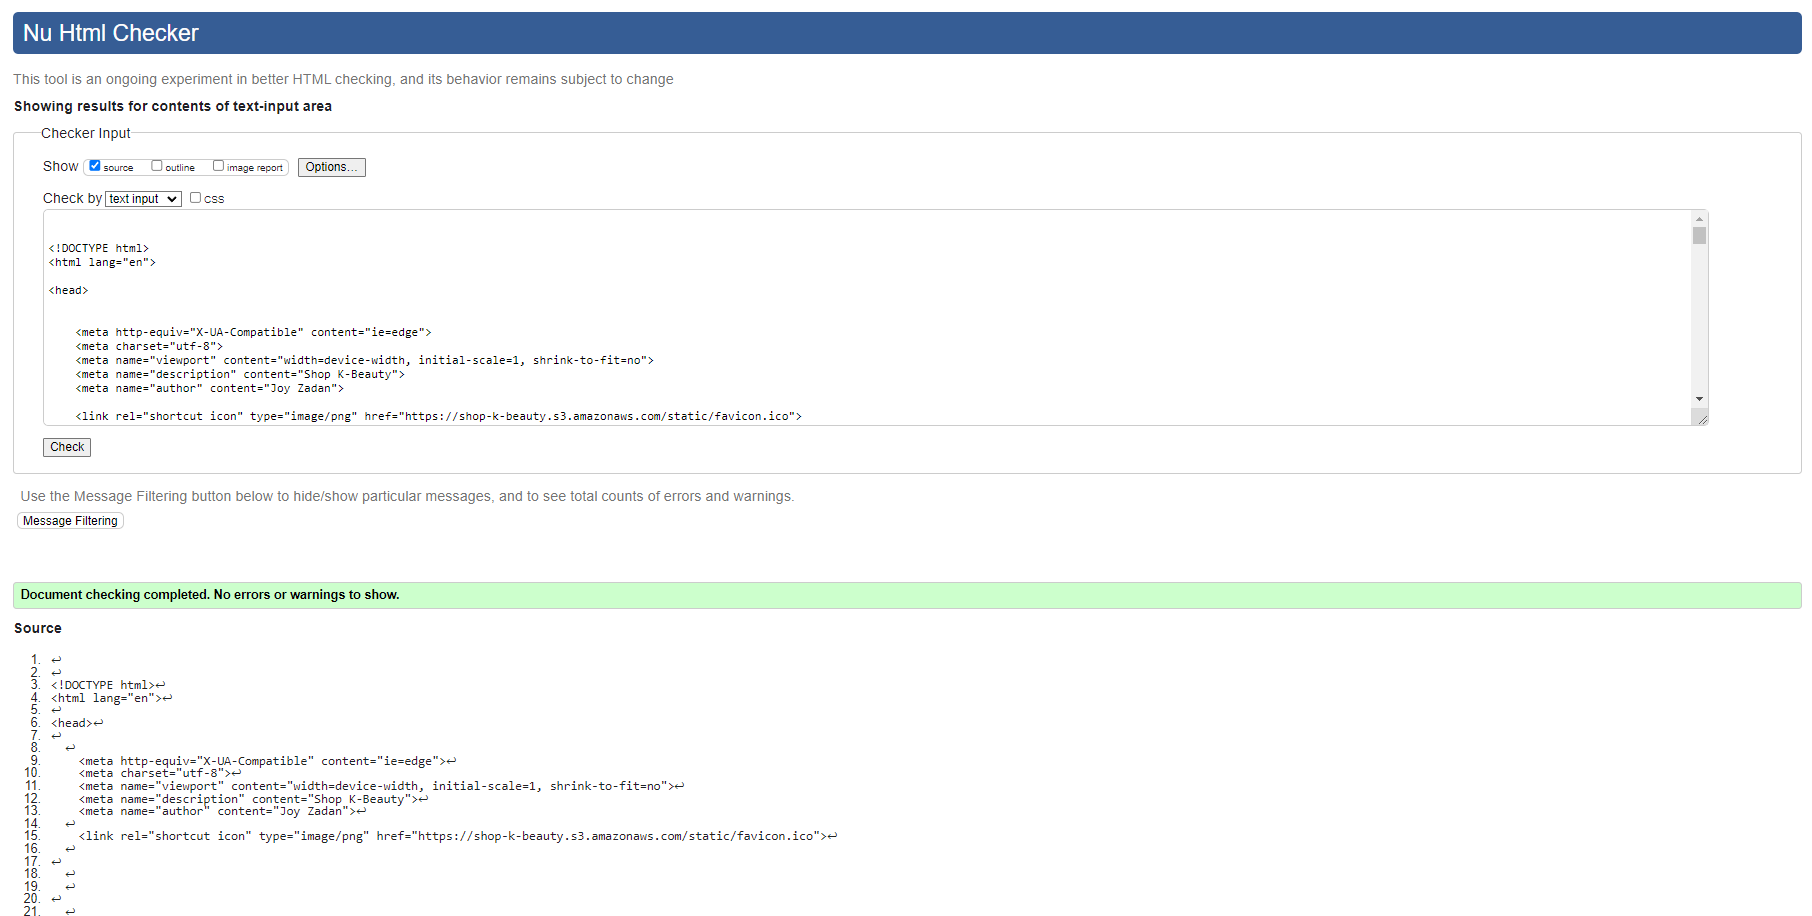 Nu Html Checker
This tool is an ongoing experiment in better HTML checking, and its behavior remains subject to change
Showing results for contents of text-input area
Checker Input
Show source outline image report Options...
Check by text input css
<!DOCTYPE html>
<html lang="en">
<head>
<meta http-equiv="X-UA-Compatible" content="ie=edge">
<meta charset="utf-8">
<meta name="viewport" content="width=device-width, initial-scale=1, shrink-to-fit=no">
<meta name="description" content="Shop K-Beauty">
<meta name="author" content="Joy Zadan">
<link rel="shortcut icon" type="image/png" href="https://shop-k-beauty.s3.amazonaws.com/static/favicon.ico">
Check
Use the Message Filtering button below to hide/show particular messages, and to see total counts of errors and warnings.
Message Filtering
Document checking completed. No errors or warnings to show.
Source
1. ↩
2. ↩
3. <!DOCTYPE html>↩
4. <html lang="en">↩
5. ↩
6. <head>↩
7. ↩
8. ↩
9. <meta http-equiv="X-UA-Compatible" content="ie=edge">↩
10. <meta charset="utf-8">↩
11. <meta name="viewport" content="width=device-width, initial-scale=1, shrink-to-fit=no">↩
12. <meta name="description" content="Shop K-Beauty">↩
13. <meta name="author" content="Joy Zadan">↩
14. ↩
15. <link rel="shortcut icon" type="image/png" href="https://shop-k-beauty.s3.amazonaws.com/static/favicon.ico">↩
16. ↩
17. ↩
18. ↩
19. ↩
20. ↩
21. ↩